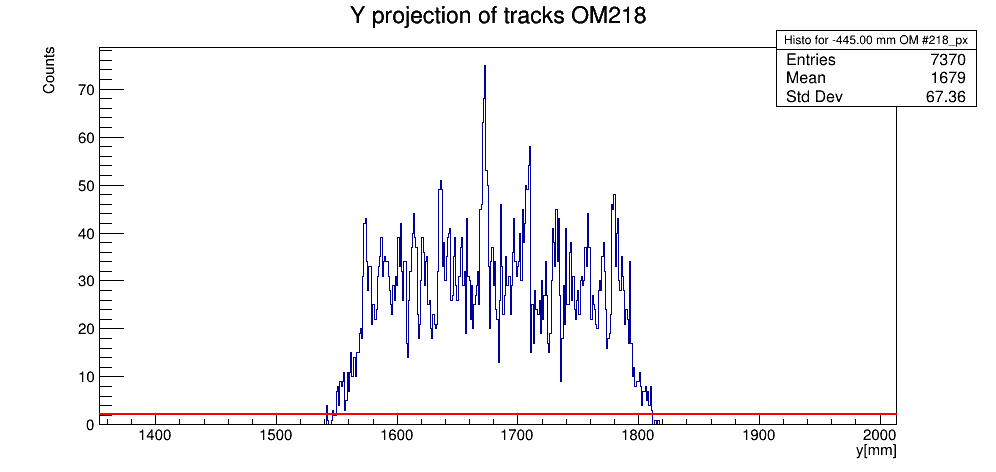 Y projection of tracks OM218
Histo for -445.00 mm OM #218_px
Entries 7370
Mean 1679
Std Dev 67.36
Counts
70
60
50
40
30
20
10
0
1400 1500 1600 1700 1800 1900 2000
y[mm]